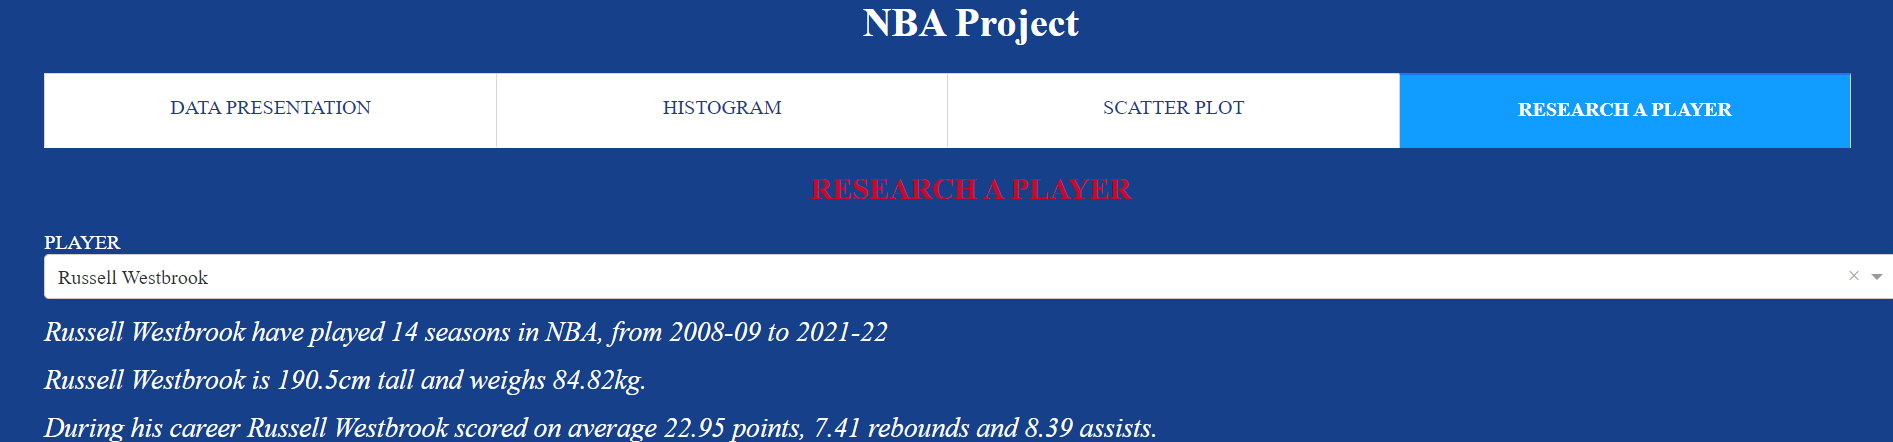 NBA Project
DATA PRESENTATION
HISTOGRAM
SCATTER PLOT
RESEARCH A PLAYER
RESEARCH A PLAYER
PLAYER
Russell Westbrook
Russell Westbrook have played 14 seasons in NBA, from 2008-09 to 2021-22
Russell Westbrook is 190.5cm tall and weighs 84.82kg.
During his career Russell Westbrook scored on average 22.95 points, 7.41 rebounds and 8.39 assists.